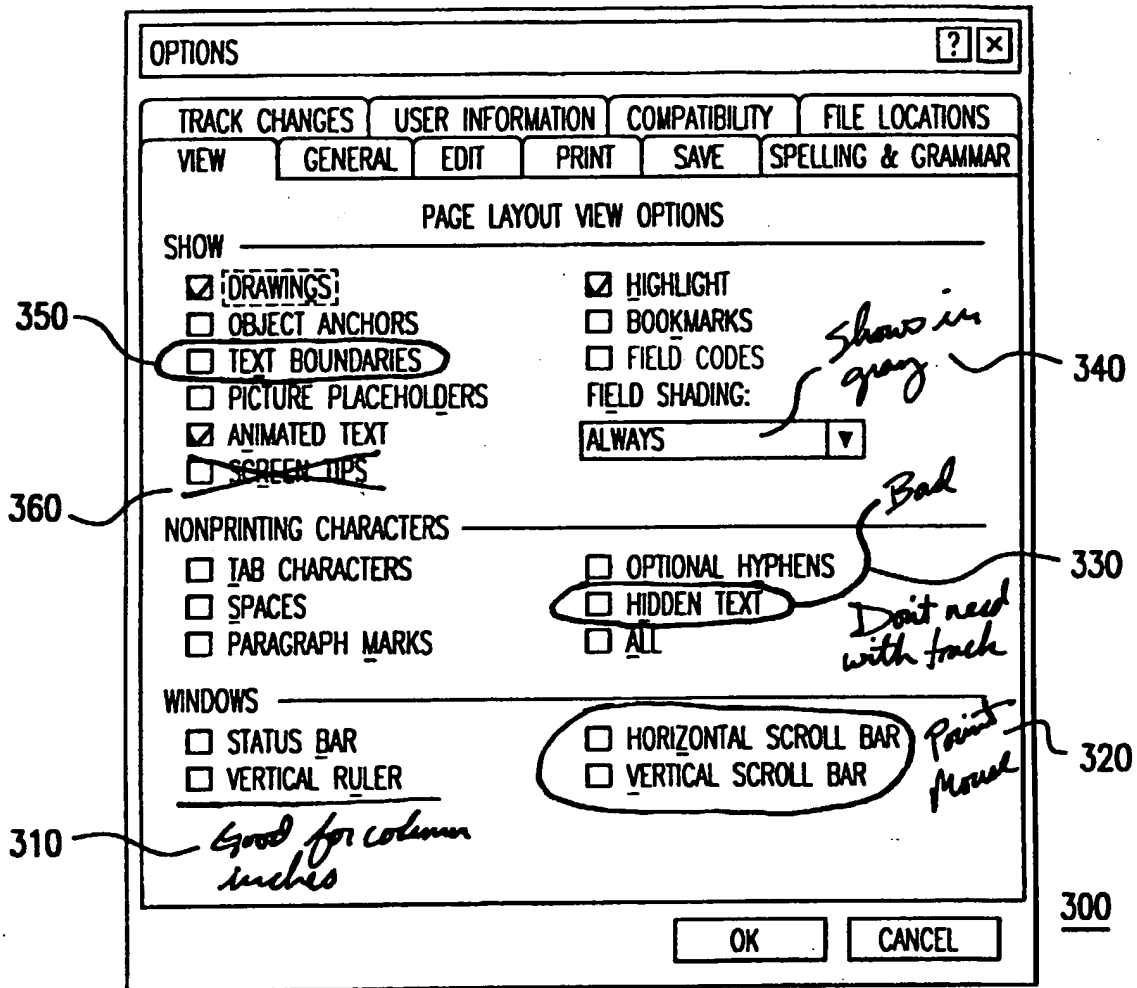 OPTIONS ? ×
TRACK CHANGES USER INFORMATION COMPATIBILITY FILE LOCATIONS
VIEW GENERAL EDIT PRINT SAVE SPELLING & GRAMMAR
PAGE LAYOUT VIEW OPTIONS
SHOW
DRAWINGS
OBJECT ANCHORS
350
TEXT BOUNDARIES
PICTURE PLACEHOLDERS
ANIMATED TEXT
SCREEN TIPS
360
HIGHLIGHT
BOOKMARKS
FIELD CODES
FIELD SHADING:
ALWAYS
Shows in
gray
340
NONPRINTING CHARACTERS
TAB CHARACTERS
SPACES
PARAGRAPH MARKS
OPTIONAL HYPHENS
HIDDEN TEXT
ALL
Bad
330
Don't need
with track
WINDOWS
STATUS BAR
VERTICAL RULER
310
Good for column
inches
HORIZONTAL SCROLL BAR
VERTICAL SCROLL BAR
Point
Mouse
320
300
OK CANCEL